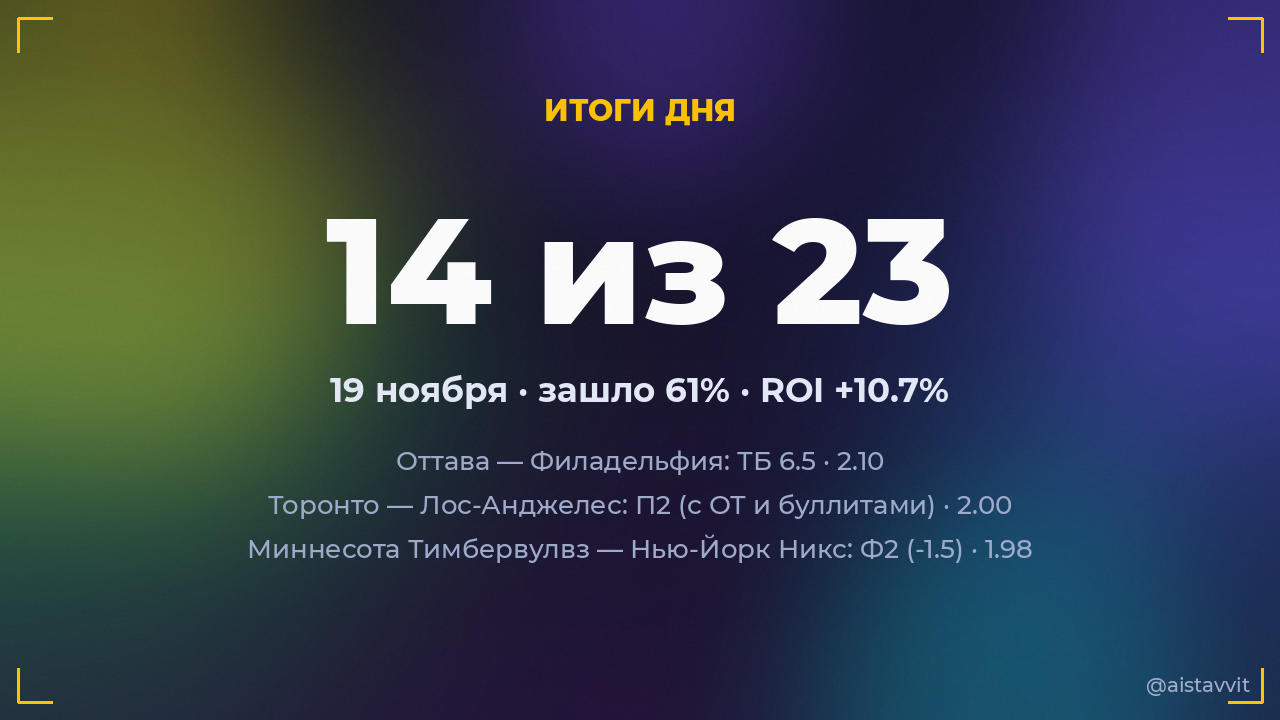 ИТОГИ ДНЯ
14 из 23
19 ноября · зашло 61% · ROI +10.7%
Оттава — Филадельфия: ТБ 6.5 · 2.10
Торонто — Лос-Анджелес: П2 (с ОТ и буллитами) · 2.00
Миннесота Тимбервулвз — Нью-Йорк Никс: Ф2 (-1.5) · 1.98
@aistavvit